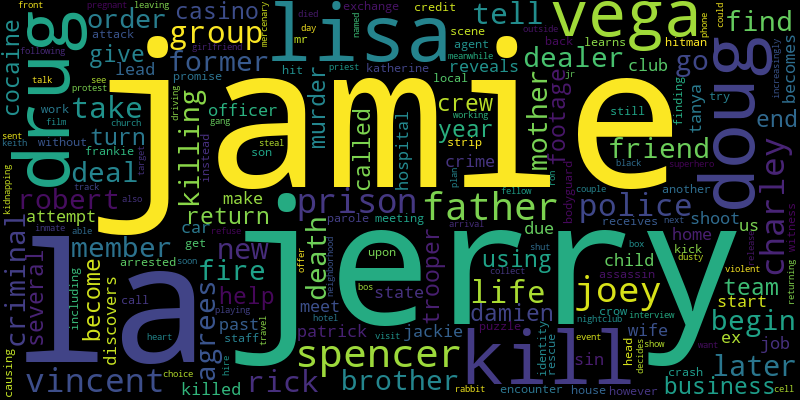 front
pregnant
leaving
cocaine
order
casino
group
mercenary
lisa
died
day
mr
exchange
credit
tell
vega
outside
phone
could
find
drug
attack
give
former
lead
girlfriend
hit
priest
katherine
meanwhile
named
scene
agent
reveals
back
learns
hitman
dealer
local
club
jr
go
doug
increasingly
becomes
following
talk
see
promise
protest
jamie
take
work
church
driving
killing
officer
murder
called
hospital
crew
year
working
strip
crime
mother
footage
still
finding
tanya
try
end
sent
film
without
turn
frankie
gang
steal
son
friend
black
superhero
keith
deal
target
instead
plan
fellow
ron
bodyguard
couple
another
witness
charley
kidnapping
robert
track
also
make
prison
father
police
attempt
return
parole
meeting
due
receives
next
shoot
us
criminal
inmate
able
car
get
refuse
death
upon
trooper
using
shut
box
home
kick
release
la
member
new
jerry
arrival
child
dusty
team
several
including
become
arrested
soon
fire
neighborhood
offer
meet
state
life
joey
assassin
violent
start
returning
help
call
bos
damien
crow
event
nightclub
interview
begin
discovers
playing
past
hotel
patrick
jackie
puzzle
identity
rescue
wife
ex
want
job
agrees
staff
travel
visit
collect
kill
sin
head
decides
show
later
causing
vincent
heart
choice
killed
hire
rick
spencer
brother
rabbit
encounter
house
however
crash
business
cell